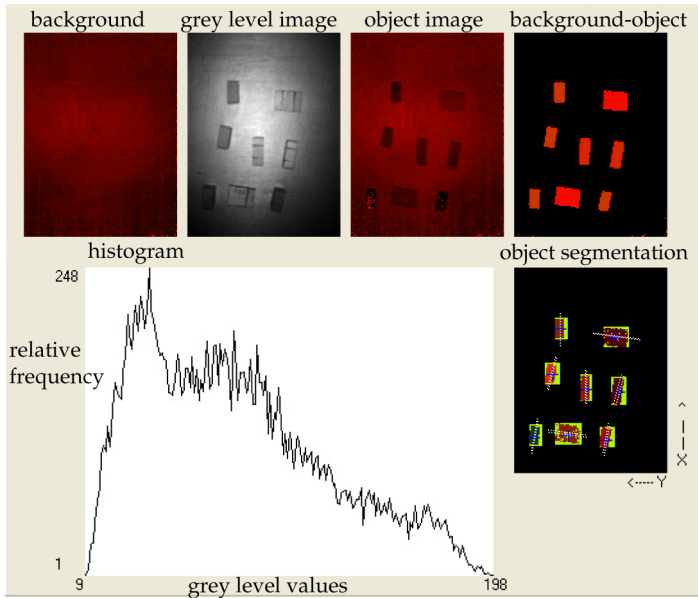 background
grey level image
object image
background-object
histogram
object segmentation
248
relative
frequency
1
9
grey level values
198
X
<-----Y